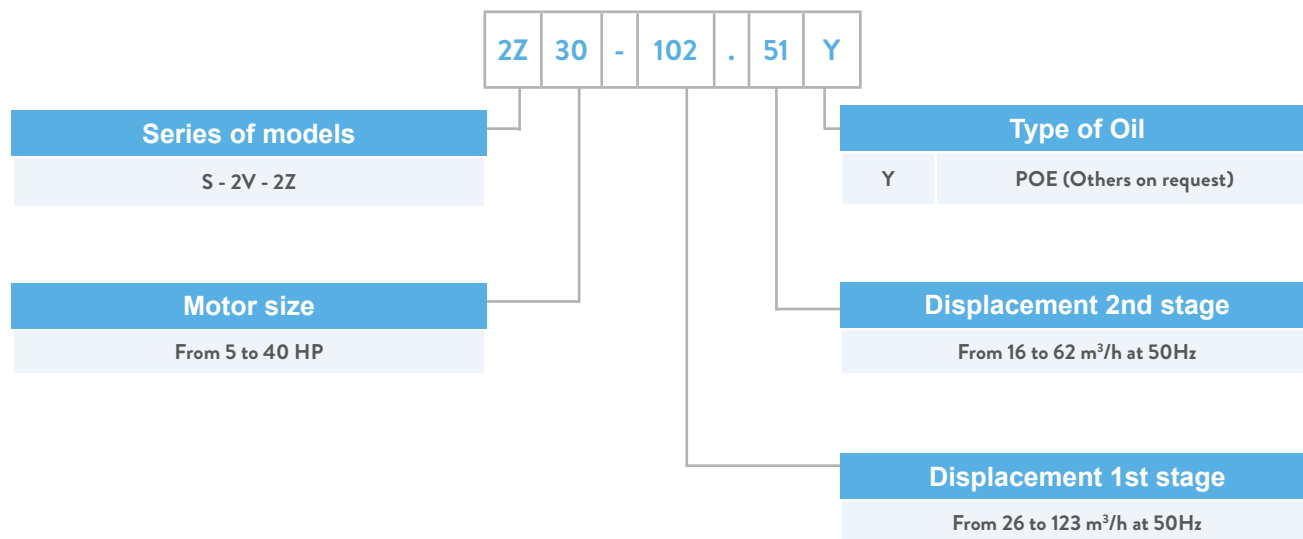 2Z 30 - 102 . 51 Y
Series of models
S - 2V - 2Z
Type of Oil
Y POE (Others on request)
Motor size
From 5 to 40 HP
Displacement 2nd stage
From 16 to 62 m³/h at 50Hz
Displacement 1st stage
From 26 to 123 m³/h at 50Hz